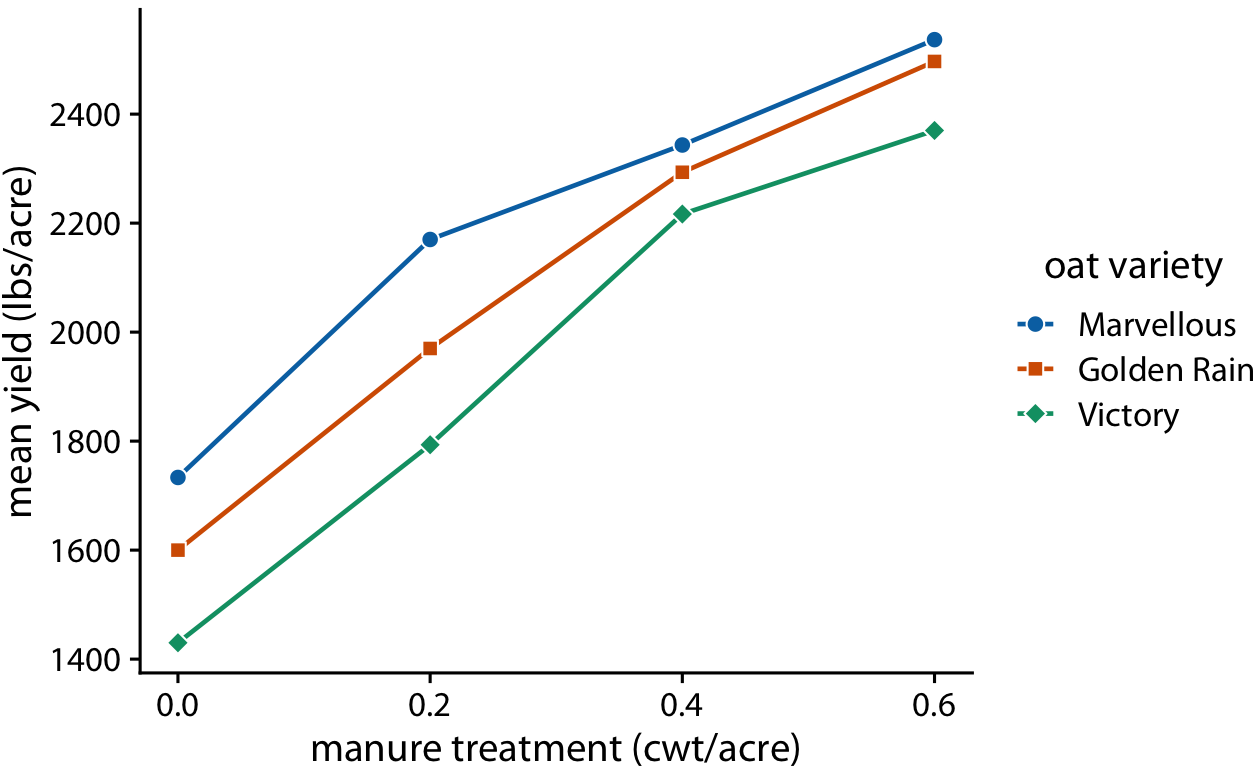 mean yield (lbs/acre)
2400
2200
2000
1800
1600
1400
0.0 0.2 0.4 0.6
manure treatment (cwt/acre)
oat variety
Marvellous
Golden Rain
Victory